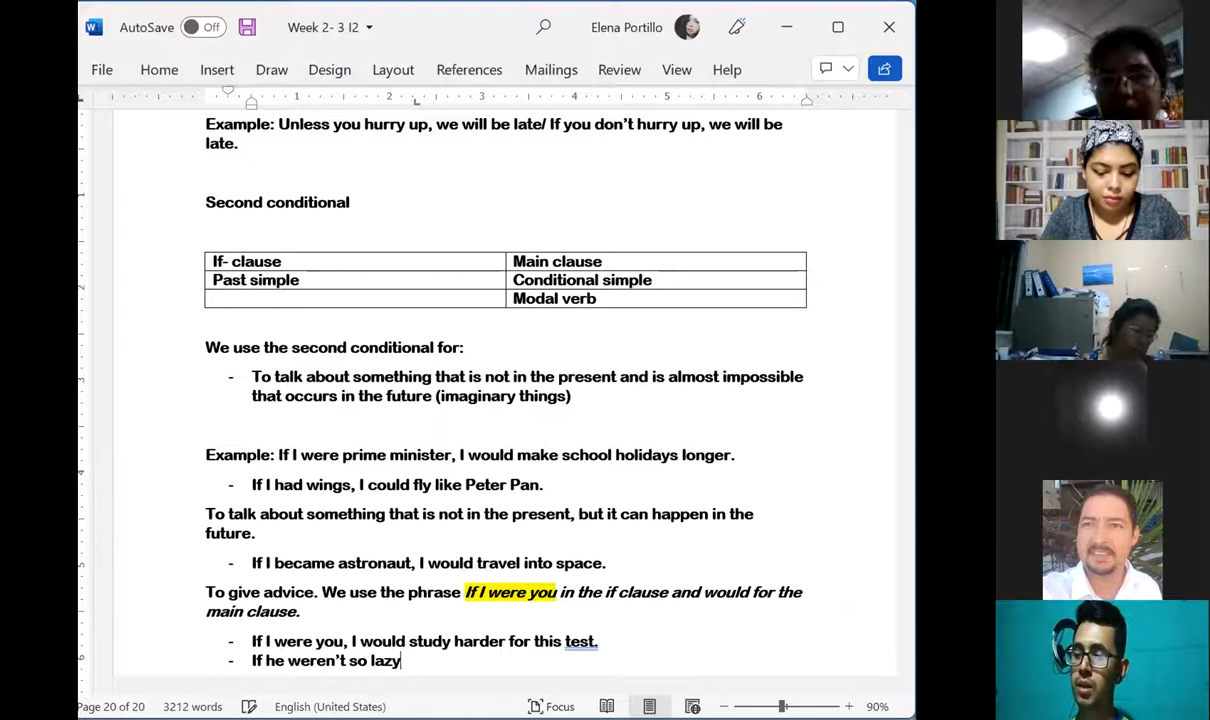 AutoSave Off Week 2- 3 I2 Elena Portillo
File Home Insert Draw Design Layout References Mailings Review View Help
1 2 3 4 5 6
Example: Unless you hurry up, we will be late/ If you don't hurry up, we will be
late.
Second conditional
If- clause Main clause
Past simple Conditional simple
Modal verb
We use the second conditional for:
- To talk about something that is not in the present and is almost impossible
that occurs in the future (imaginary things)
Example: If I were prime minister, I would make school holidays longer.
- If I had wings, I could fly like Peter Pan.
To talk about something that is not in the present, but it can happen in the
future.
- If I became astronaut, I would travel into space.
To give advice. We use the phrase If I were you in the if clause and would for the
main clause.
- If I were you, I would study harder for this test.
- If he weren't so lazy
Page 20 of 20 3212 words English (United States) Focus 90%